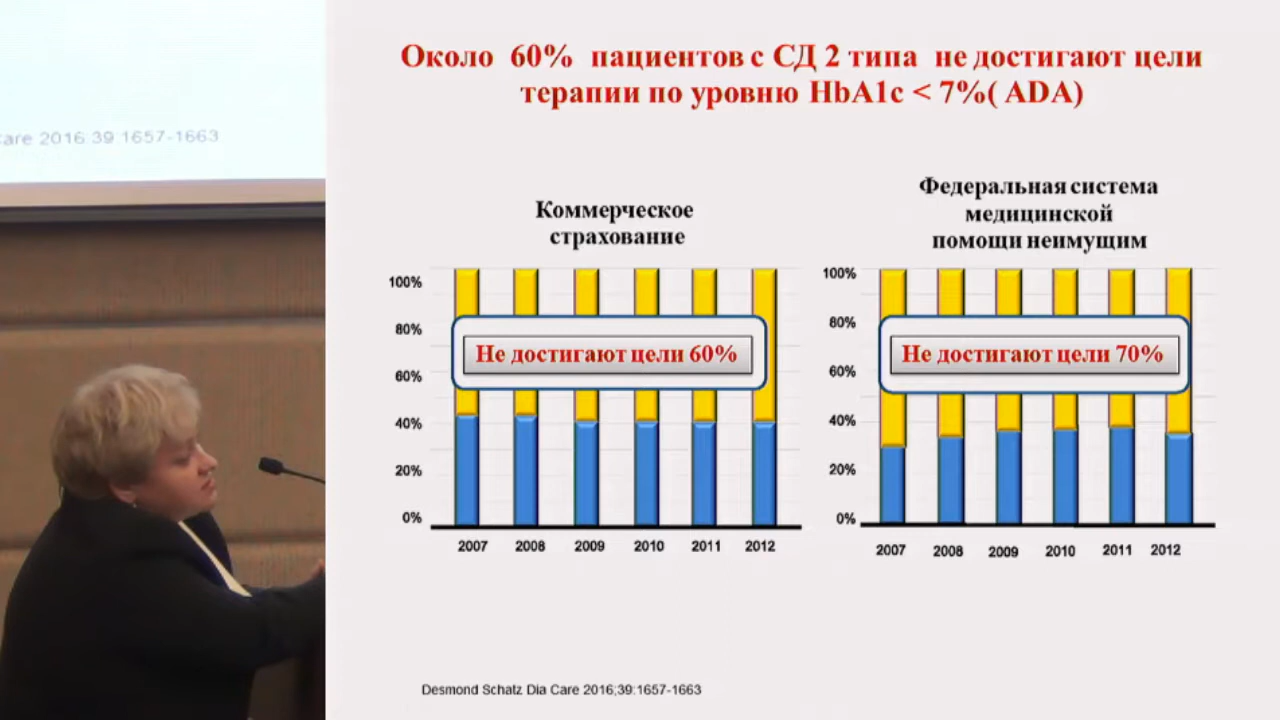 Около 60% пациентов с СД 2 типа не достигают цели
терапии по уровню HbA1c < 7%( ADA)
are 2016 39 1657-1663
Коммерческое
страхование
100%
80%
60%
40%
20%
0%
Не достигают цели 60%
2007 2008 2009 2010 2011 2012
Федеральная система
медицинской
помощи неимущим
100%
80%
60%
40%
20%
0%
Не достигают цели 70%
2007 2008 2009 2010 2011 2012
Desmond Schatz Dia Care 2016;39:1657-1663